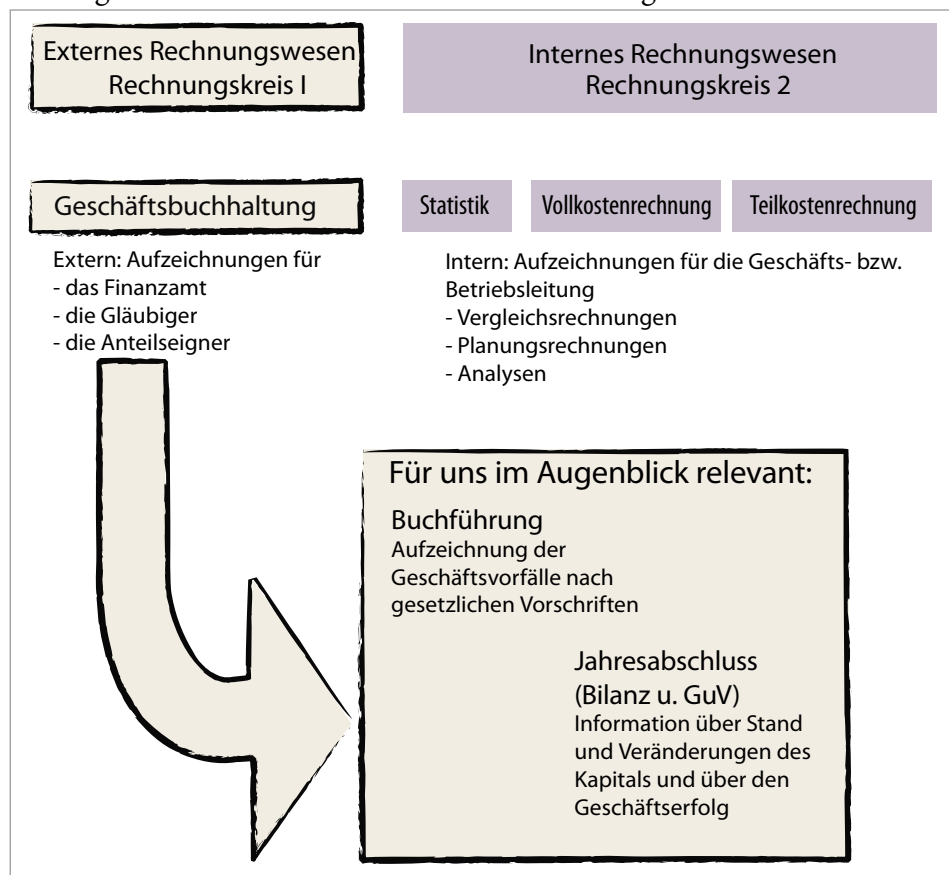 Externes Rechnungswesen
Rechnungskreis I
Internes Rechnungswesen
Rechnungskreis 2
Geschäftsbuchhaltung
Statistik
Vollkostenrechnung
Teilkostenrechnung
Extern: Aufzeichnungen für
- das Finanzamt
- die Gläubiger
- die Anteilseigner
Intern: Aufzeichnungen für die Geschäfts- bzw.
Betriebsleitung
- Vergleichsrechnungen
- Planungsrechnungen
- Analysen
Für uns im Augenblick relevant:
Buchführung
Aufzeichnung der
Geschäftsvorfälle nach
gesetzlichen Vorschriften
Jahresabschluss
(Bilanz u. GuV)
Information über Stand
und Veränderungen des
Kapitals und über den
Geschäftserfolg